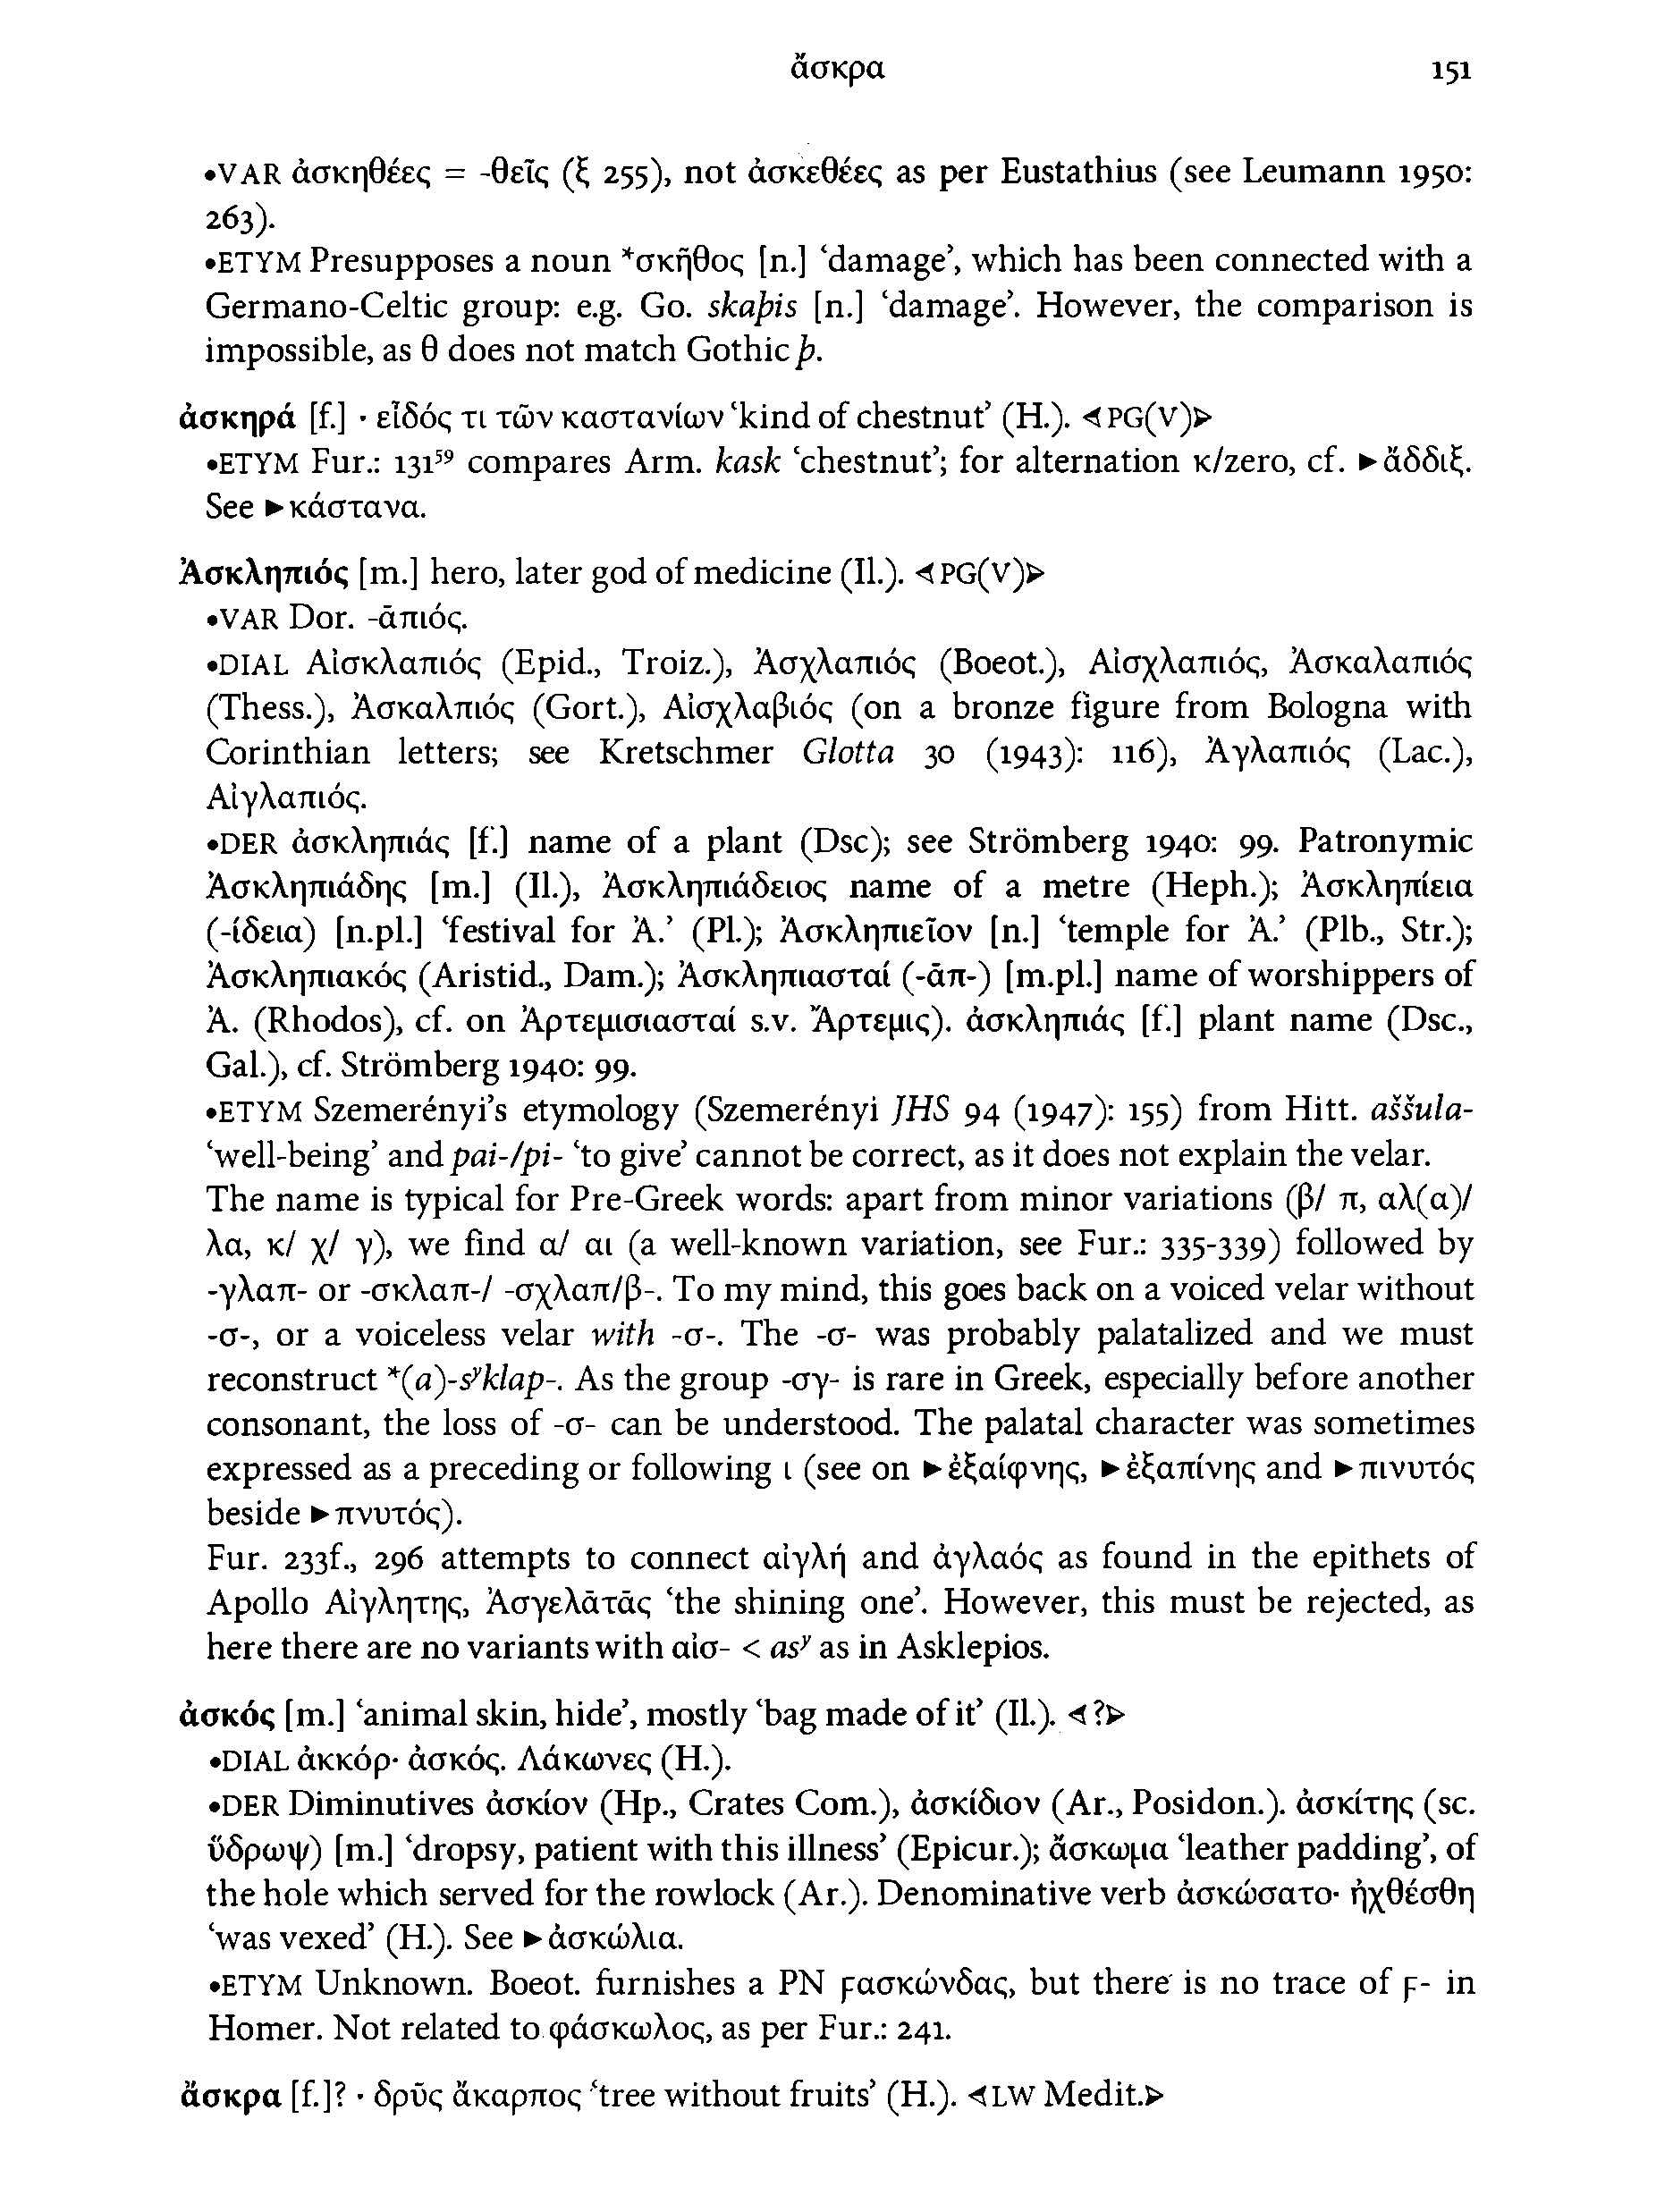 ἄσκρα 151
•VAR ἀσκηθέες = -θεῖς (ξ 255), not ἀσκεθέες as per Eustathius (see Leumann 1950:
263).
•ETYM Presupposes a noun *σκῆθος [n.] ‘damage’, which has been connected with a
Germano-Celtic group: e.g. Go. skaþis [n.] ‘damage’. However, the comparison is
impossible, as θ does not match Gothic þ.
ἀσκηρά [f.] · εἶδός τι τῶν καστανίων ‘kind of chestnut’ (H.). ⊲PG(V)⊳
•ETYM Fur.: 131⁵⁹ compares Arm. kask ‘chestnut’; for alternation κ/zero, cf. ►ἄδδιξ.
See ►κάστανα.
Ἀσκληπιός [m.] hero, later god of medicine (Il.). ⊲PG(V)⊳
•VAR Dor. -ᾱπιός.
•DIAL Αἰσκλαπιός (Epid., Troiz.), Ἀσχλαπιός (Boeot.), Αἰσχλαπιός, Ἀσκαλαπιός
(Thess.), Ἀσκαλπιός (Gort.), Αἰσχλαβιός (on a bronze figure from Bologna with
Corinthian letters; see Kretschmer Glotta 30 (1943): 116), Ἀγλαπιός (Lac.),
Αἰγλαπιός.
•DER ἀσκληπιάς [f.] name of a plant (Dsc); see Strömberg 1940: 99. Patronymic
Ἀσκληπιάδης [m.] (Il.), Ἀσκληπιάδειος name of a metre (Heph.); Ἀσκληπίεια
(-ίδεια) [n.pl.] ‘festival for Ἀ.’ (Pl.); Ἀσκληπιεῖον [n.] ‘temple for Ἀ.’ (Plb., Str.);
Ἀσκληπιακός (Aristid., Dam.); Ἀσκληπιασταί (-ᾱπ-) [m.pl.] name of worshippers of
Ἀ. (Rhodos), cf. on Ἀρτεμισιασταί s.v. Ἄρτεμις). ἀσκληπιάς [f.] plant name (Dsc.,
Gal.), cf. Strömberg 1940: 99.
•ETYM Szemerényi’s etymology (Szemerényi JHS 94 (1947): 155) from Hitt. aššula-
‘well-being’ and pai-/pi- ‘to give’ cannot be correct, as it does not explain the velar.
The name is typical for Pre-Greek words: apart from minor variations (β/ π, αλ(α)/
λα, κ/ χ/ γ), we find α/ αι (a well-known variation, see Fur.: 335-339) followed by
-γλαπ- or -σκλαπ-/ -σχλαπ/β-. To my mind, this goes back on a voiced velar without
-σ-, or a voiceless velar with -σ-. The -σ- was probably palatalized and we must
reconstruct *(a)-sʸklap-. As the group -σγ- is rare in Greek, especially before another
consonant, the loss of -σ- can be understood. The palatal character was sometimes
expressed as a preceding or following ι (see on ►ἐξαίφνης, ►ἐξαπίνης and ►πινυτός
beside ►πνυτός).
Fur. 233f., 296 attempts to connect αἰγλή and ἀγλαός as found in the epithets of
Apollo Αἰγλητης, Ἀσγελᾱτᾱς ‘the shining one’. However, this must be rejected, as
here there are no variants with αἰσ- < asʸ as in Asklepios.
ἀσκός [m.] ‘animal skin, hide’, mostly ‘bag made of it’ (Il.). ⊲?⊳
•DIAL ἀκκόρ· ἀσκός. Λάκωνες (H.).
•DER Diminutives ἀσκίον (Hp., Crates Com.), ἀσκίδιον (Ar., Posidon.). ἀσκίτης (sc.
ὕδρωψ) [m.] ‘dropsy, patient with this illness’ (Epicur.); ἄσκωμα ‘leather padding’, of
the hole which served for the rowlock (Ar.). Denominative verb ἀσκώσατο· ἠχθέσθη
‘was vexed’ (H.). See ►ἀσκώλια.
•ETYM Unknown. Boeot. furnishes a PN ϝασκώνδας, but there is no trace of ϝ- in
Homer. Not related to φάσκωλος, as per Fur.: 241.
ἄσκρα [f.]? · δρῦς ἄκαρπος ‘tree without fruits’ (H.). ⊲LW Medit.⊳